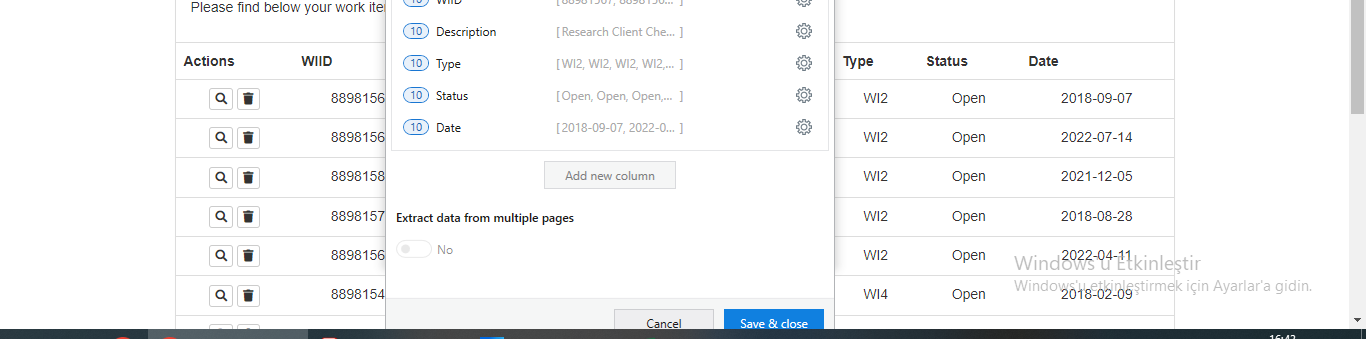 Please find below your work ite
WIID [88981567, 8898156... ]
10 Description [Research Client Che... ]
10 Type [WI2, WI2, WI2, WI2,... ]
10 Status [Open, Open, Open,... ]
10 Date [2018-09-07, 2022-0... ]
Add new column
Extract data from multiple pages
No
Cancel Save & close
Actions WIID Type Status Date
8898156 WI2 Open 2018-09-07
8898156 WI2 Open 2022-07-14
8898158 WI2 Open 2021-12-05
8898157 WI2 Open 2018-08-28
8898156 WI2 Open 2022-04-11
8898154 WI4 Open 2018-02-09
Windows'u Etkinleştir
Windows'u etkinleştirmek için Ayarlar'a gidin.
16:42